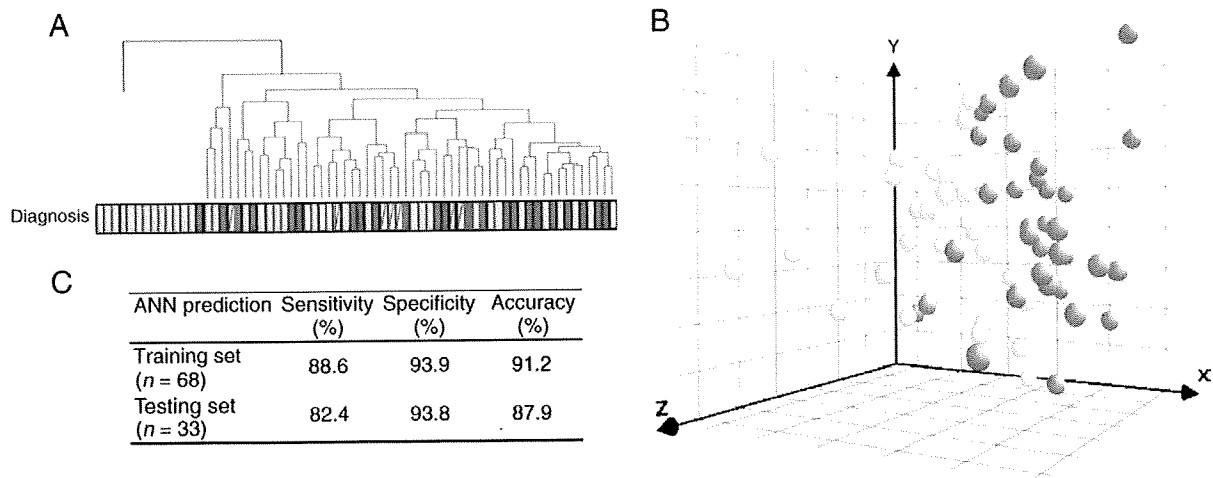 A
Diagnosis
B
Y
X
Z
C
ANN prediction Sensitivity (%) Specificity (%) Accuracy (%)
Training set (n = 68) 88.6 93.9 91.2
Testing set (n = 33) 82.4 93.8 87.9